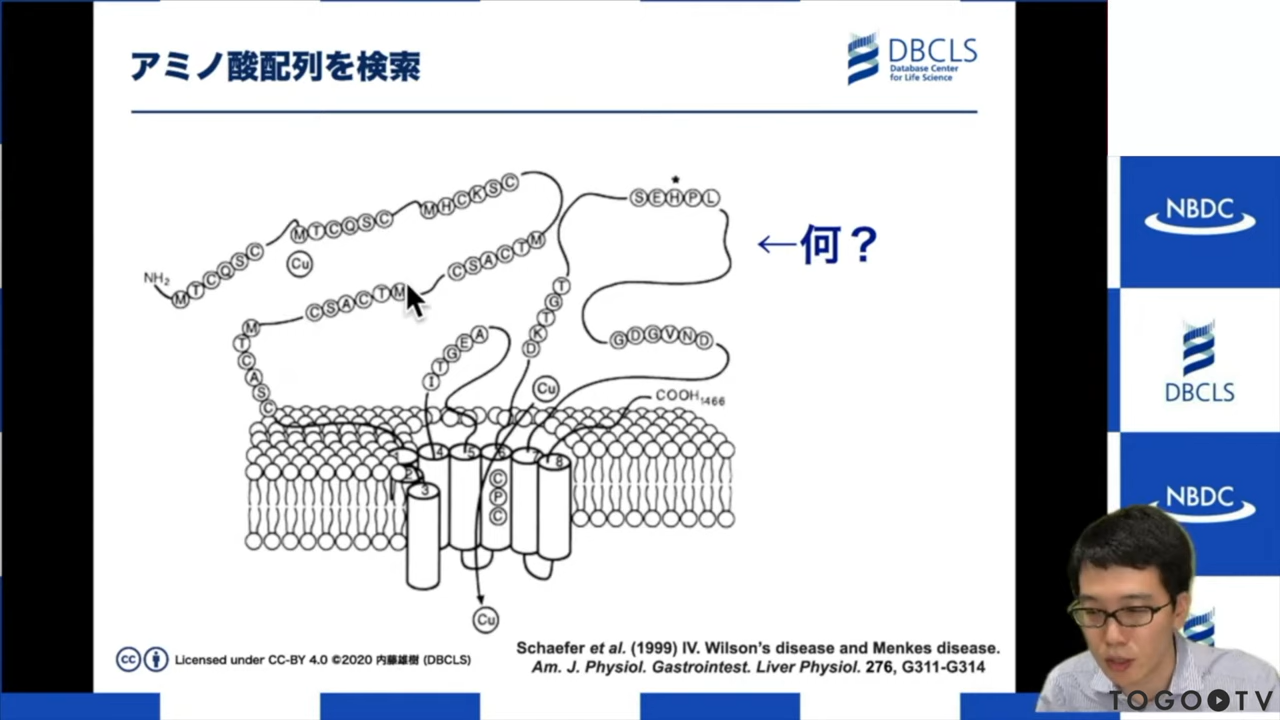 アミノ酸配列を検索
DBCLS
Database Center
for Life Science
←何？
NH₂
MTCQSC
MTCQSC
MHCKSC
CSACTM
CSACTM
MTCASC
ITGEA
DKTGT
SEHPL
*
GDGVND
Cu
Cu
Cu
COOH₁₄₆₆
1
2
3
4
5
6
7
8
CPC
Schaefer et al. (1999) IV. Wilson's disease and Menkes disease.
Am. J. Physiol. Gastrointest. Liver Physiol. 276, G311-G314
cc Licensed under CC-BY 4.0 ©2020 内藤雄樹 (DBCLS)
NBDC
DBCLS
NBDC
TOGO TV